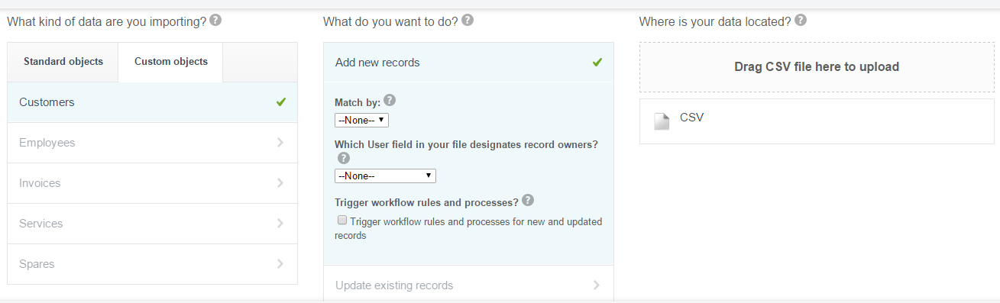 What kind of data are you importing? ?
Standard objects
Custom objects
Customers
Employees
Invoices
Services
Spares
What do you want to do? ?
Add new records
Match by: ?
--None--
Which User field in your file designates record owners?
?
--None--
Trigger workflow rules and processes? ?
Trigger workflow rules and processes for new and updated
records
Update existing records
Where is your data located? ?
Drag CSV file here to upload
CSV